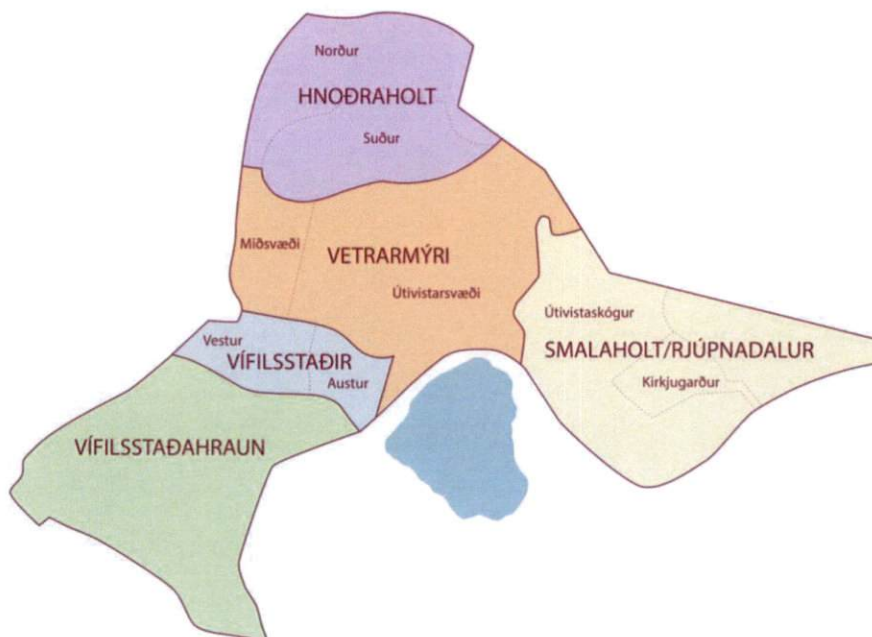 Norður
HNOÐRAHOLT
Suður
Miðsvæði
VETRARMÝRI
Útivistarsvæði
Útivistaskógur
Vestur
VÍFILSSTAÐIR
SMALAHOLT/RJÚPNADALUR
Austur
Kirkjugarður
VÍFILSSTAÐAHRAUN